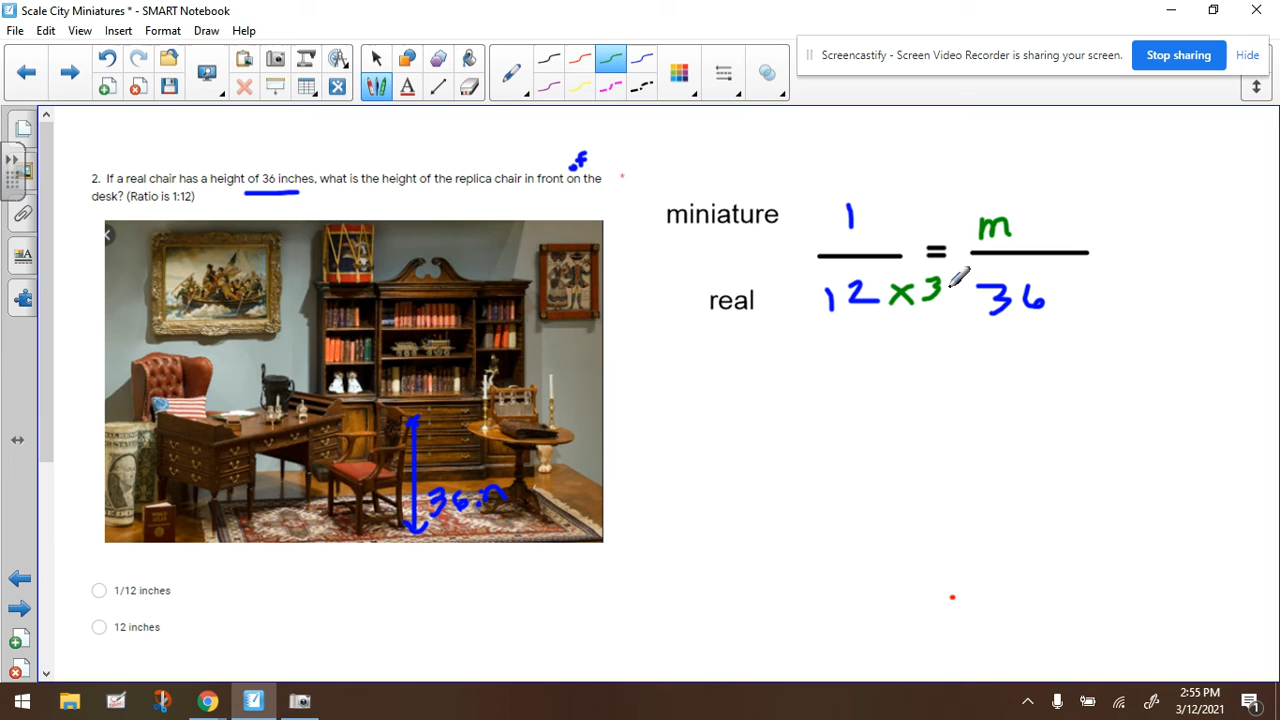 Scale City Miniatures * - SMART Notebook
File Edit View Insert Format Draw Help
Screencastify - Screen Video Recorder is sharing your screen. Stop sharing Hide
.f
2. If a real chair has a height of 36 inches, what is the height of the replica chair in front on the *
desk? (Ratio is 1:12)
miniature 1 = m
real 12 x 3 36
36 in
1/12 inches
12 inches
2:55 PM
3/12/2021